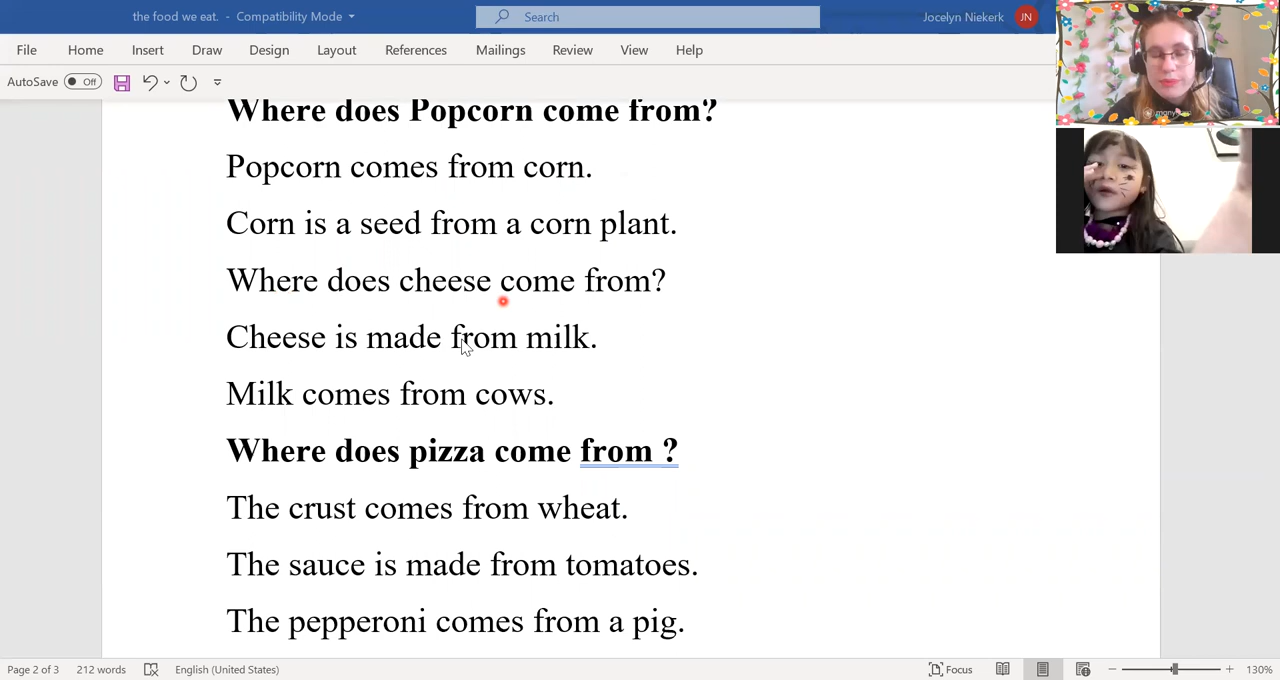 the food we eat. - Compatibility Mode
Search
Jocelyn Niekerk JN
File Home Insert Draw Design Layout References Mailings Review View Help
AutoSave Off
Where does Popcorn come from?
Popcorn comes from corn.
Corn is a seed from a corn plant.
Where does cheese come from?
Cheese is made from milk.
Milk comes from cows.
Where does pizza come from ?
The crust comes from wheat.
The sauce is made from tomatoes.
The pepperoni comes from a pig.
Page 2 of 3 212 words English (United States) Focus 130%